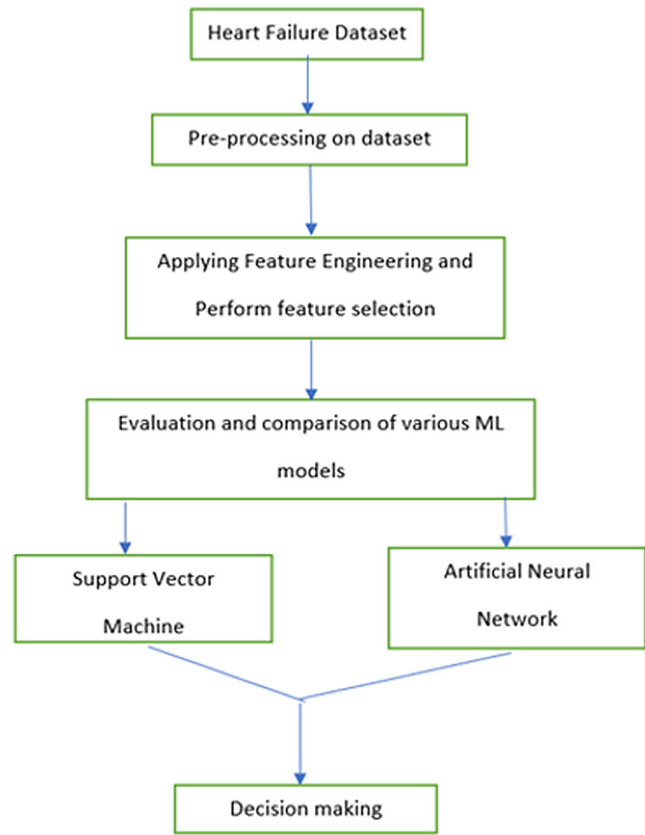 Heart Failure Dataset
Pre-processing on dataset
Applying Feature Engineering and
Perform feature selection
Evaluation and comparison of various ML
models
Support Vector
Machine
Artificial Neural
Network
Decision making